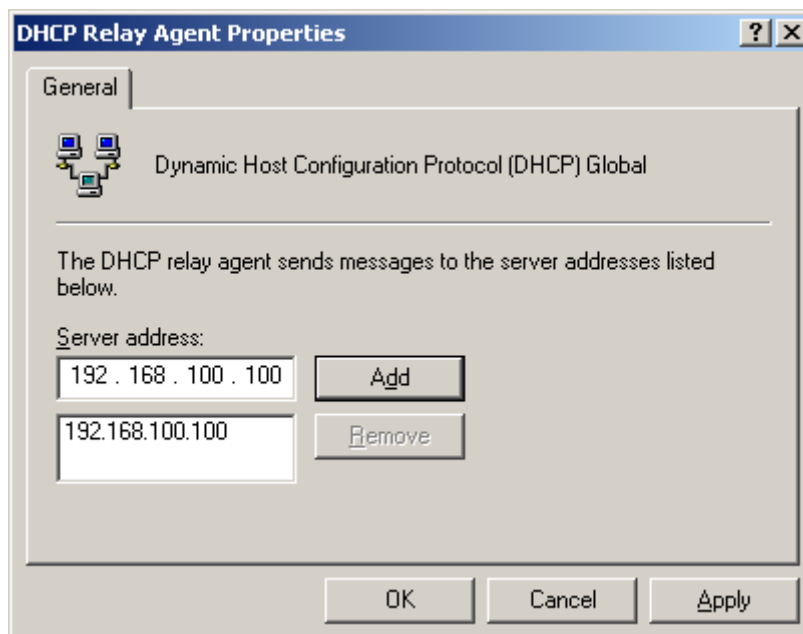 DHCP Relay Agent Properties
General
Dynamic Host Configuration Protocol (DHCP) Global
The DHCP relay agent sends messages to the server addresses listed
below.
Server address:
192 . 168 . 100 . 100
Add
192.168.100.100
Remove
OK
Cancel
Apply